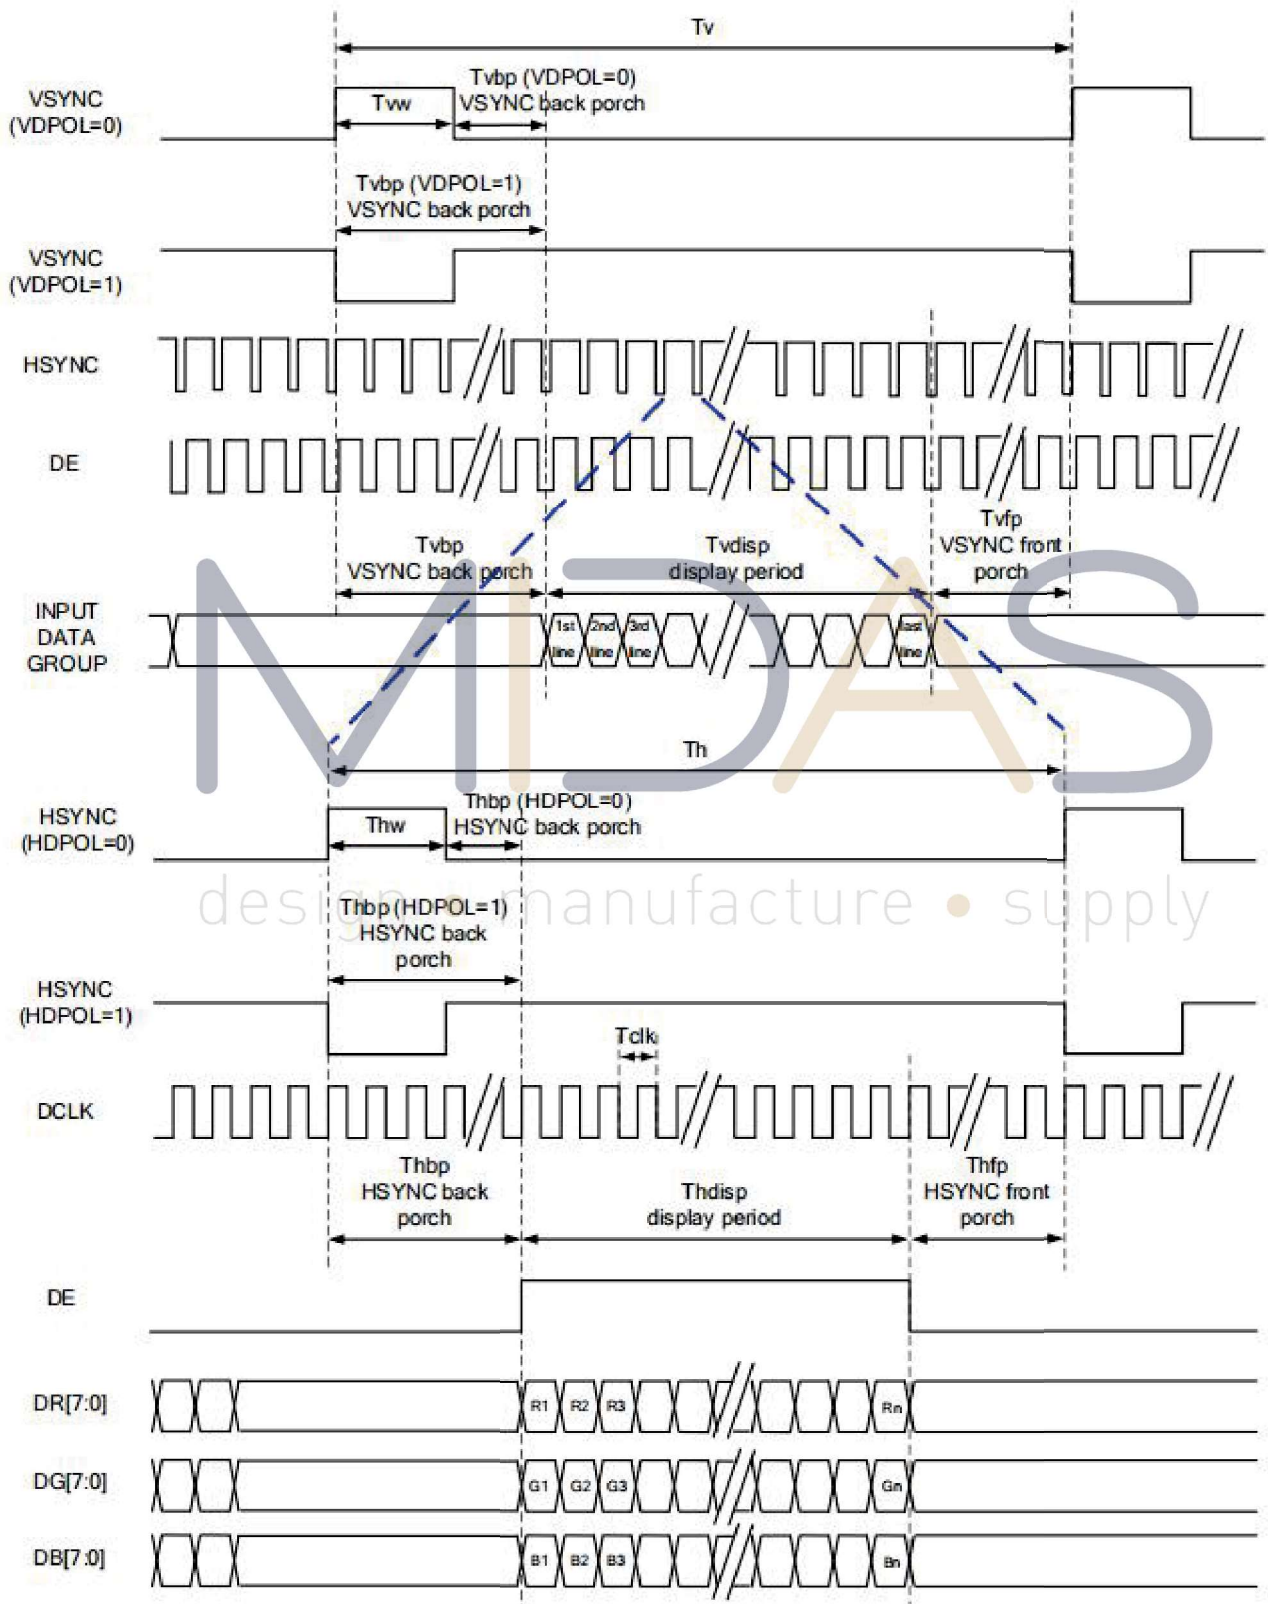 Tv
VSYNC
(VDPOL=0)
Tvw
Tvbp (VDPOL=0)
VSYNC back porch
Tvbp (VDPOL=1)
VSYNC back porch
VSYNC
(VDPOL=1)
HSYNC
DE
Tvbp
VSYNC back porch
Tvdisp
display period
Tvfp
VSYNC front
porch
INPUT
DATA
GROUP
1st
line
2nd
line
3rd
line
last
line
MIDAS
design • manufacture • supply
Th
HSYNC
(HDPOL=0)
Thw
Thbp (HDPOL=0)
HSYNC back porch
Thbp (HDPOL=1)
HSYNC back
porch
HSYNC
(HDPOL=1)
Tclk
DCLK
Thbp
HSYNC back
porch
Thdisp
display period
Thfp
HSYNC front
porch
DE
DR[7:0]
R1 R2 R3 Rn
DG[7:0]
G1 G2 G3 Gn
DB[7:0]
B1 B2 B3 Bn